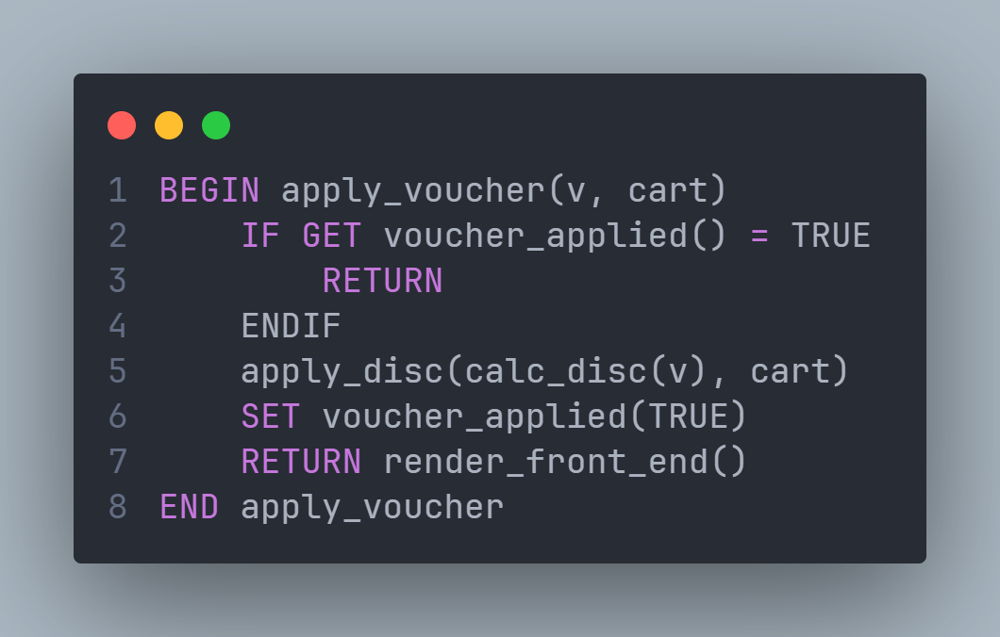 1 BEGIN apply_voucher(v, cart)
2     IF GET voucher_applied() = TRUE
3         RETURN
4     ENDIF
5     apply_disc(calc_disc(v), cart)
6     SET voucher_applied(TRUE)
7     RETURN render_front_end()
8 END apply_voucher